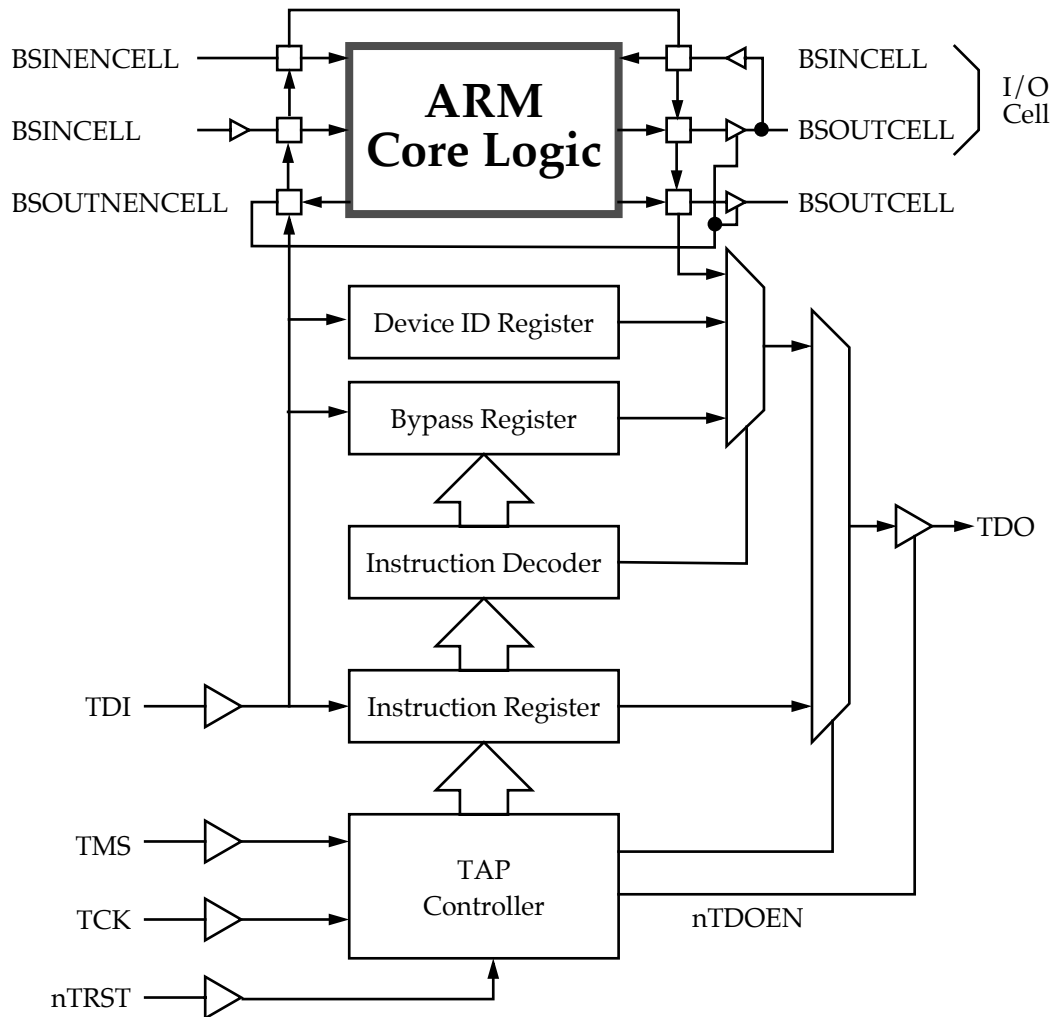 BSINENCELL
BSINCELL
I/O
Cell
ARM
Core Logic
BSINCELL
BSOUTCELL
BSOUTNENCELL
BSOUTCELL
Device ID Register
Bypass Register
Instruction Decoder
TDO
TDI
Instruction Register
TMS
TAP
Controller
TCK
nTDOEN
nTRST